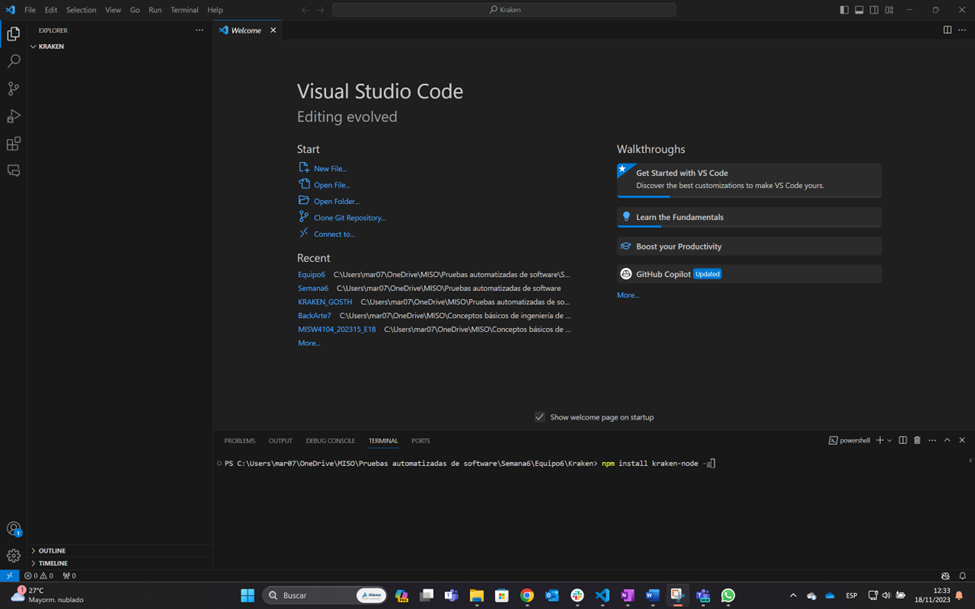 File Edit Selection View Go Run Terminal Help
Kraken
EXPLORER
KRAKEN
Welcome
Visual Studio Code
Editing evolved
Start
New File...
Open File...
Open Folder...
Clone Git Repository...
Connect to...
Recent
Equipo6 C:\Users\mar07\OneDrive\MISO\Pruebas automatizadas de software\S...
Semana6 C:\Users\mar07\OneDrive\MISO\Pruebas automatizadas de software
KRAKEN_GOSTH C:\Users\mar07\OneDrive\MISO\Pruebas automatizadas de so...
BackArte7 C:\Users\mar07\OneDrive\MISO\Conceptos básicos de ingeniería de ...
MISW4104_202315_E18 C:\Users\mar07\OneDrive\MISO\Conceptos básicos de ...
More...
Walkthroughs
Get Started with VS Code
Discover the best customizations to make VS Code yours.
Learn the Fundamentals
Boost your Productivity
GitHub Copilot Updated
More...
Show welcome page on startup
PROBLEMS OUTPUT DEBUG CONSOLE TERMINAL PORTS
powershell
PS C:\Users\mar07\OneDrive\MISO\Pruebas automatizadas de software\Semana6\Equipo6\Kraken> npm install kraken-node -g
1
OUTLINE
TIMELINE
0 0 0
1
27°C
Mayorm. nublado
Buscar
ESP
12:33
18/11/2023